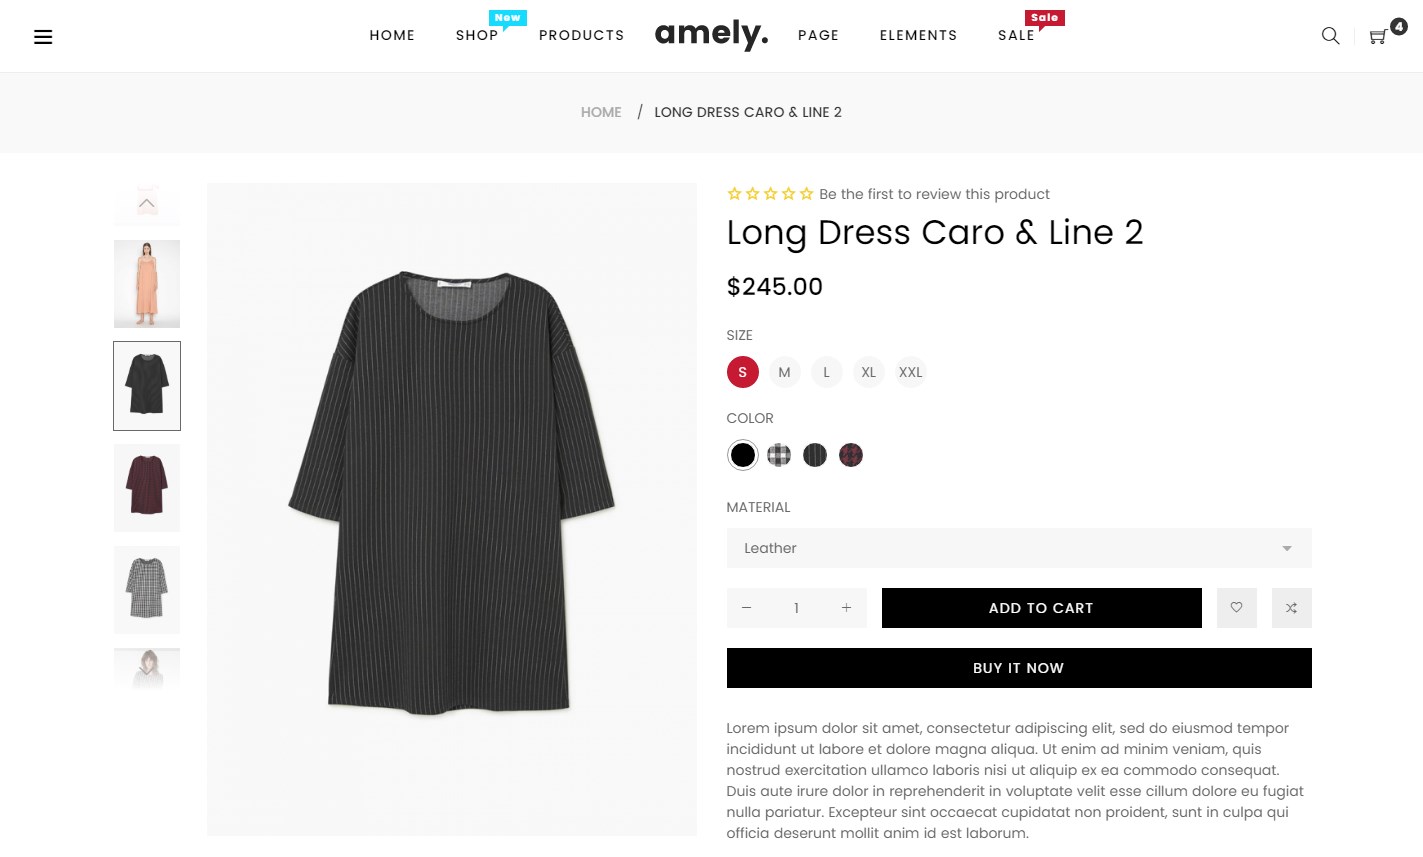 New
Sale
HOME
SHOP
PRODUCTS
amely.
PAGE
ELEMENTS
SALE
4
HOME / LONG DRESS CARO & LINE 2
Be the first to review this product
Long Dress Caro & Line 2
$245.00
SIZE
S M L XL XXL
COLOR
MATERIAL
Leather
− 1 +
ADD TO CART
BUY IT NOW
Lorem ipsum dolor sit amet, consectetur adipiscing elit, sed do eiusmod tempor
incididunt ut labore et dolore magna aliqua. Ut enim ad minim veniam, quis
nostrud exercitation ullamco laboris nisi ut aliquip ex ea commodo consequat.
Duis aute irure dolor in reprehenderit in voluptate velit esse cillum dolore eu fugiat
nulla pariatur. Excepteur sint occaecat cupidatat non proident, sunt in culpa qui
officia deserunt mollit anim id est laborum.